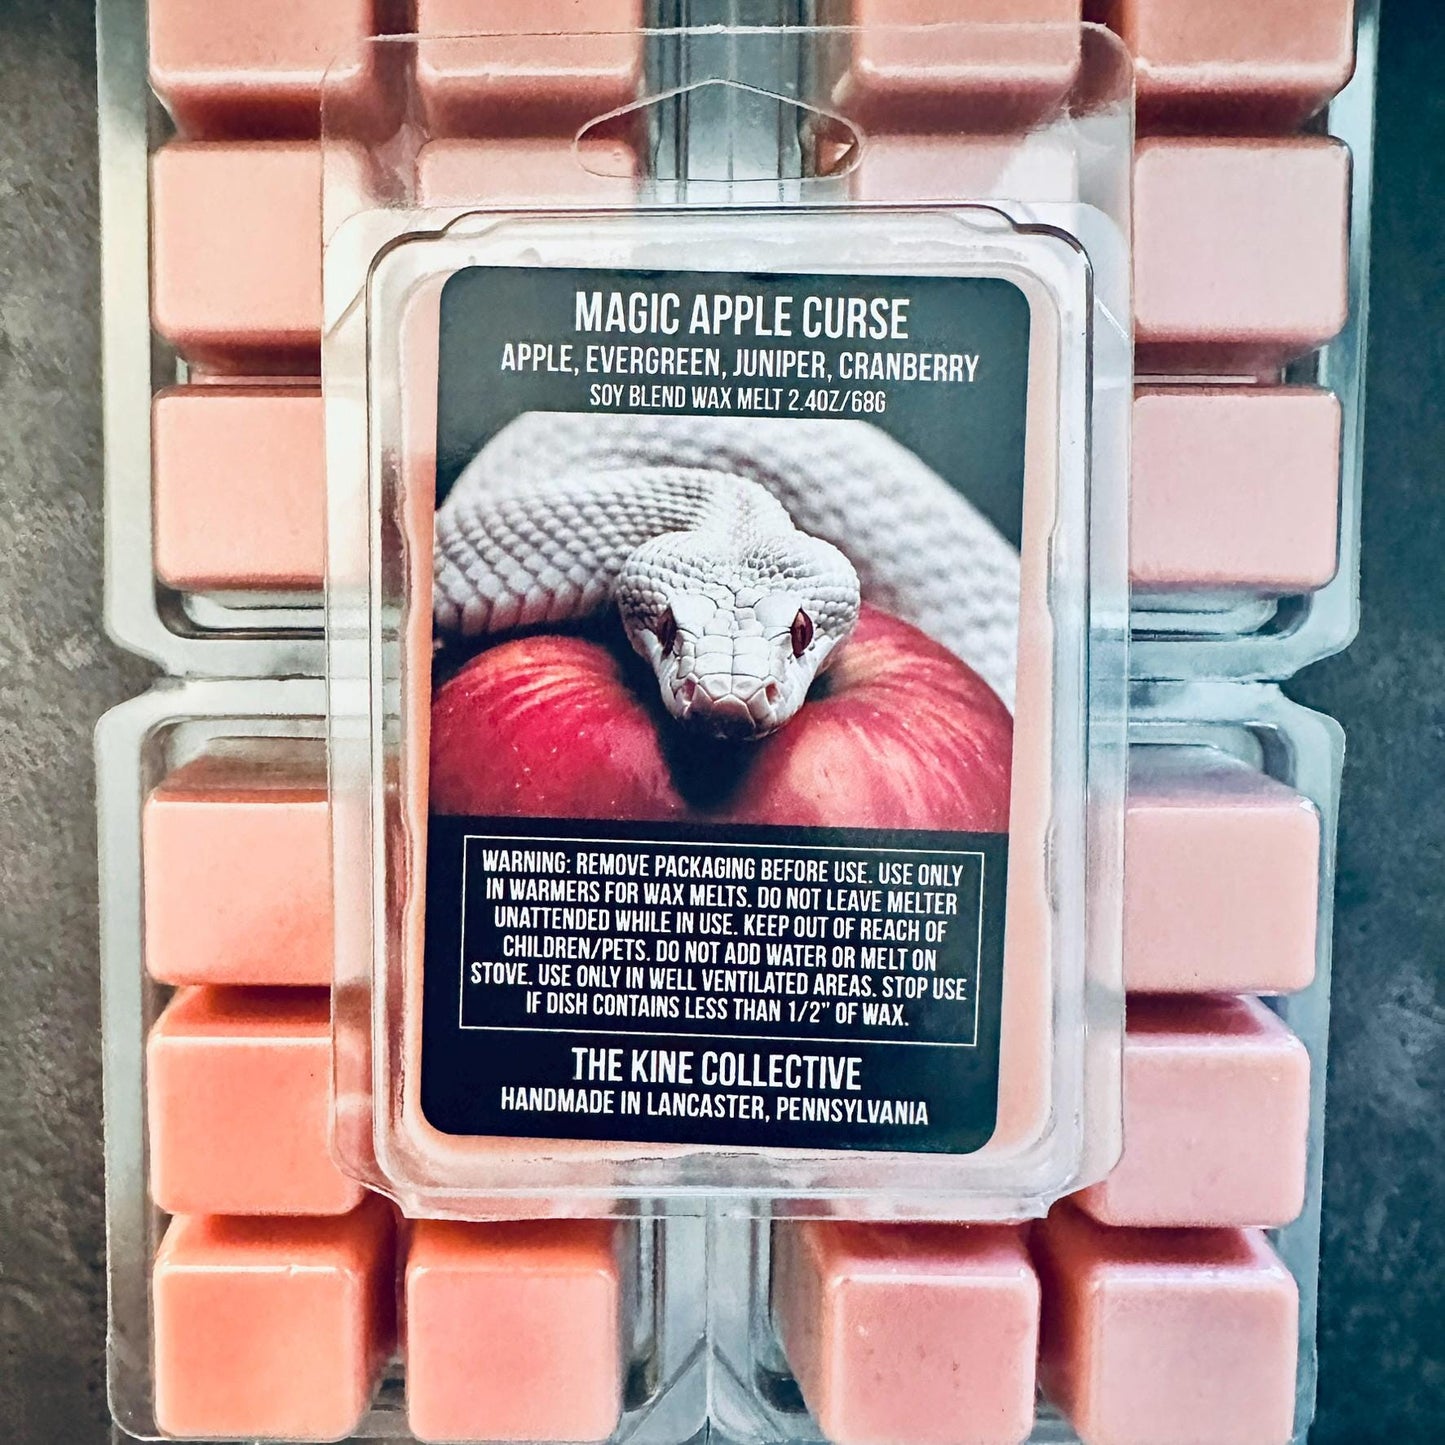 MAGIC APPLE CURSE
APPLE, EVERGREEN, JUNIPER, CRANBERRY
SOY BLEND WAX MELT 2.4OZ/68G
WARNING: REMOVE PACKAGING BEFORE USE. USE ONLY
IN WARMERS FOR WAX MELTS. DO NOT LEAVE MELTER
UNATTENDED WHILE IN USE. KEEP OUT OF REACH OF
CHILDREN/PETS. DO NOT ADD WATER OR MELT ON
STOVE. USE ONLY IN WELL VENTILATED AREAS. STOP USE
IF DISH CONTAINS LESS THAN 1/2” OF WAX.
THE KINE COLLECTIVE
HANDMADE IN LANCASTER, PENNSYLVANIA